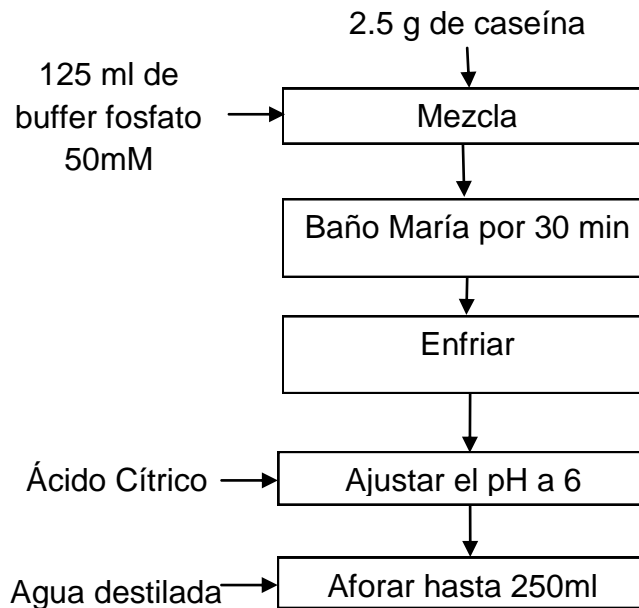 2.5 g de caseína
125 ml de
buffer fosfato
50mM
Mezcla
Baño María por 30 min
Enfriar
Ácido Cítrico
Ajustar el pH a 6
Agua destilada
Aforar hasta 250ml